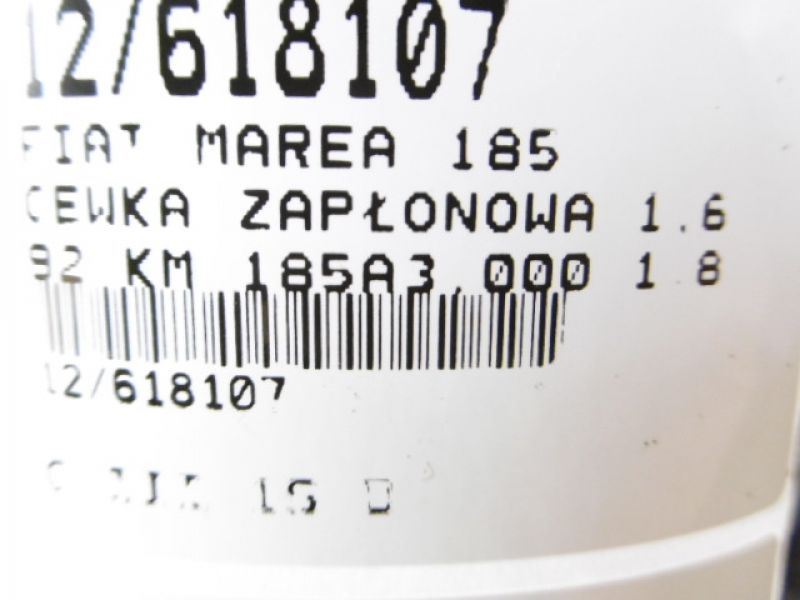 12/618107
FIAT MAREA 185
CEWKA ZAPŁONOWA 1.6
92 KM 185A3.000 1.8
12/618107